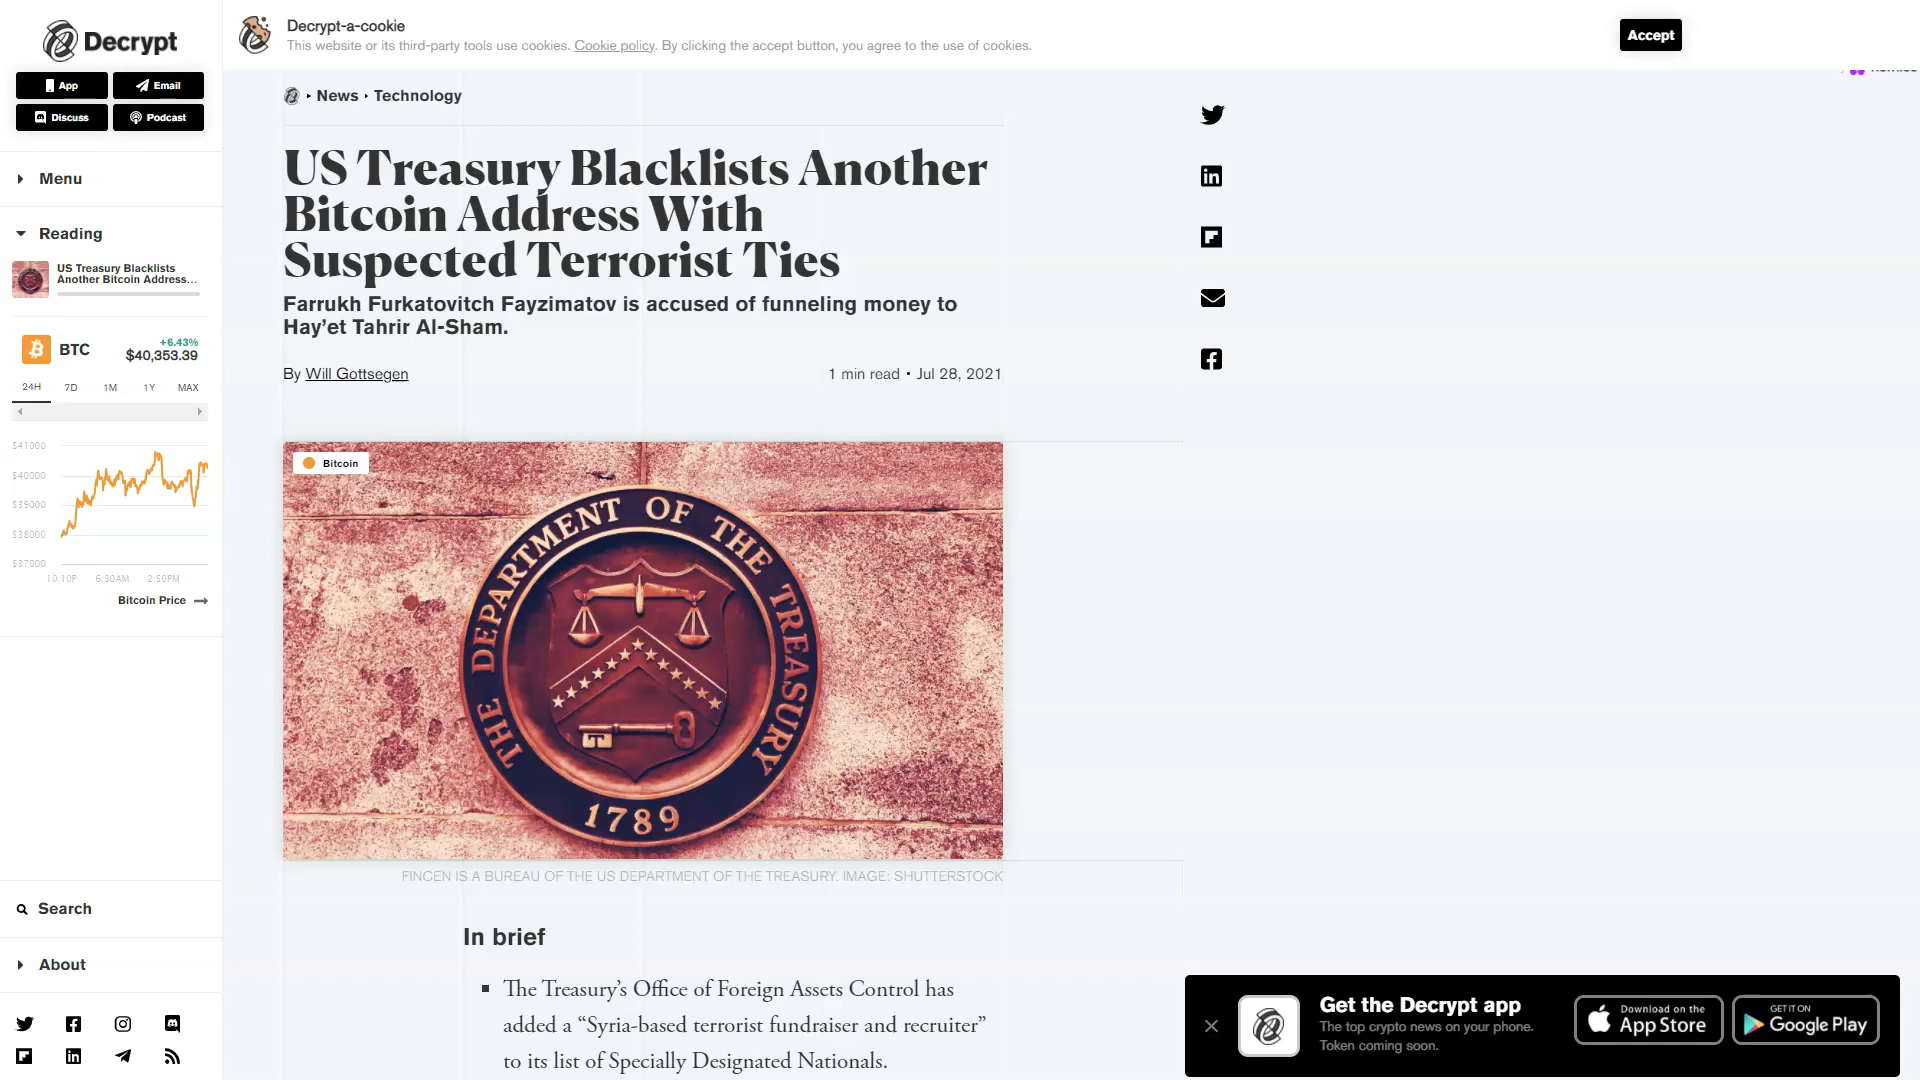 Decrypt
App
Email
Discuss
Podcast
Menu
Reading
US Treasury Blacklists
Another Bitcoin Address...
BTC
+6.43%
$40,353.39
24H 7D 1M 1Y MAX
$41000
$40000
$39000
$38000
$37000
10:10P 6:30AM 2:50PM
Bitcoin Price
Search
About
Decrypt-a-cookie
This website or its third-party tools use cookies. Cookie policy. By clicking the accept button, you agree to the use of cookies.
Accept
News Technology
US Treasury Blacklists Another
Bitcoin Address With
Suspected Terrorist Ties
Farrukh Furkatovitch Fayzimatov is accused of funneling money to
Hay’et Tahrir Al-Sham.
By Will Gottsegen
1 min read • Jul 28, 2021
Bitcoin
THE DEPARTMENT OF THE TREASURY
1789
FINCEN IS A BUREAU OF THE US DEPARTMENT OF THE TREASURY. IMAGE: SHUTTERSTOCK
In brief
The Treasury’s Office of Foreign Assets Control has
added a “Syria-based terrorist fundraiser and recruiter”
to its list of Specially Designated Nationals.
Get the Decrypt app
The top crypto news on your phone.
Token coming soon.
Download on the
App Store
GET IT ON
Google Play